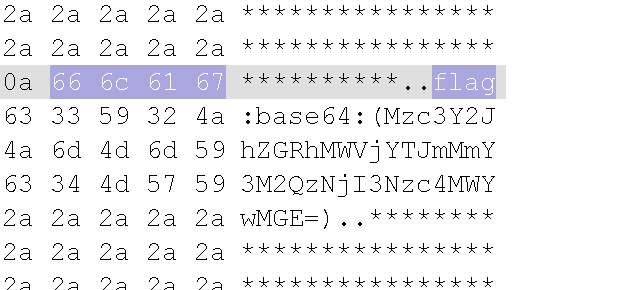 2a 2a 2a 2a 2a ****************
2a 2a 2a 2a 2a ****************
0a 66 6c 61 67 **********..flag
63 33 59 32 4a :base64:(Mzc3Y2J
4a 6d 4d 6d 59 hZGRhMWVjYTJmMmY
63 34 4d 57 59 3M2QzNjI3Nzc4MWY
2a 2a 2a 2a 2a wMGE=)..********
2a 2a 2a 2a 2a ****************
2a 2a 2a 2a 2a ****************